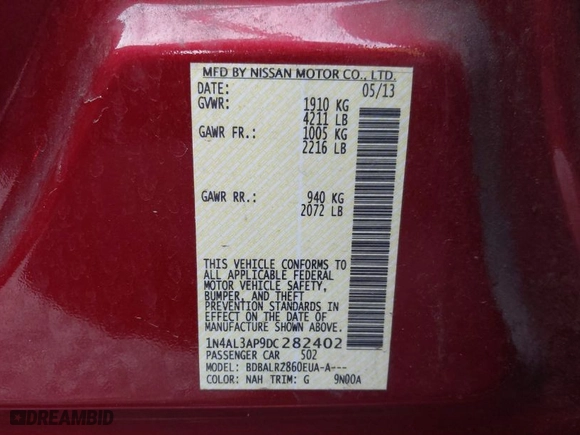 MFD BY NISSAN MOTOR CO., LTD.
DATE: 05/13
GVWR: 1910 KG
4211 LB
GAWR FR.: 1005 KG
2216 LB
GAWR RR.: 940 KG
2072 LB
THIS VEHICLE CONFORMS TO
ALL APPLICABLE FEDERAL
MOTOR VEHICLE SAFETY,
BUMPER, AND THEFT
PREVENTION STANDARDS IN
EFFECT ON THE DATE OF
MANUFACTURE SHOWN ABOVE.
1N4AL3AP9DC282402
PASSENGER CAR 502
MODEL: BDBALRZ860EUA-A---
COLOR: NAH TRIM: G 9N00A
DREAMBID